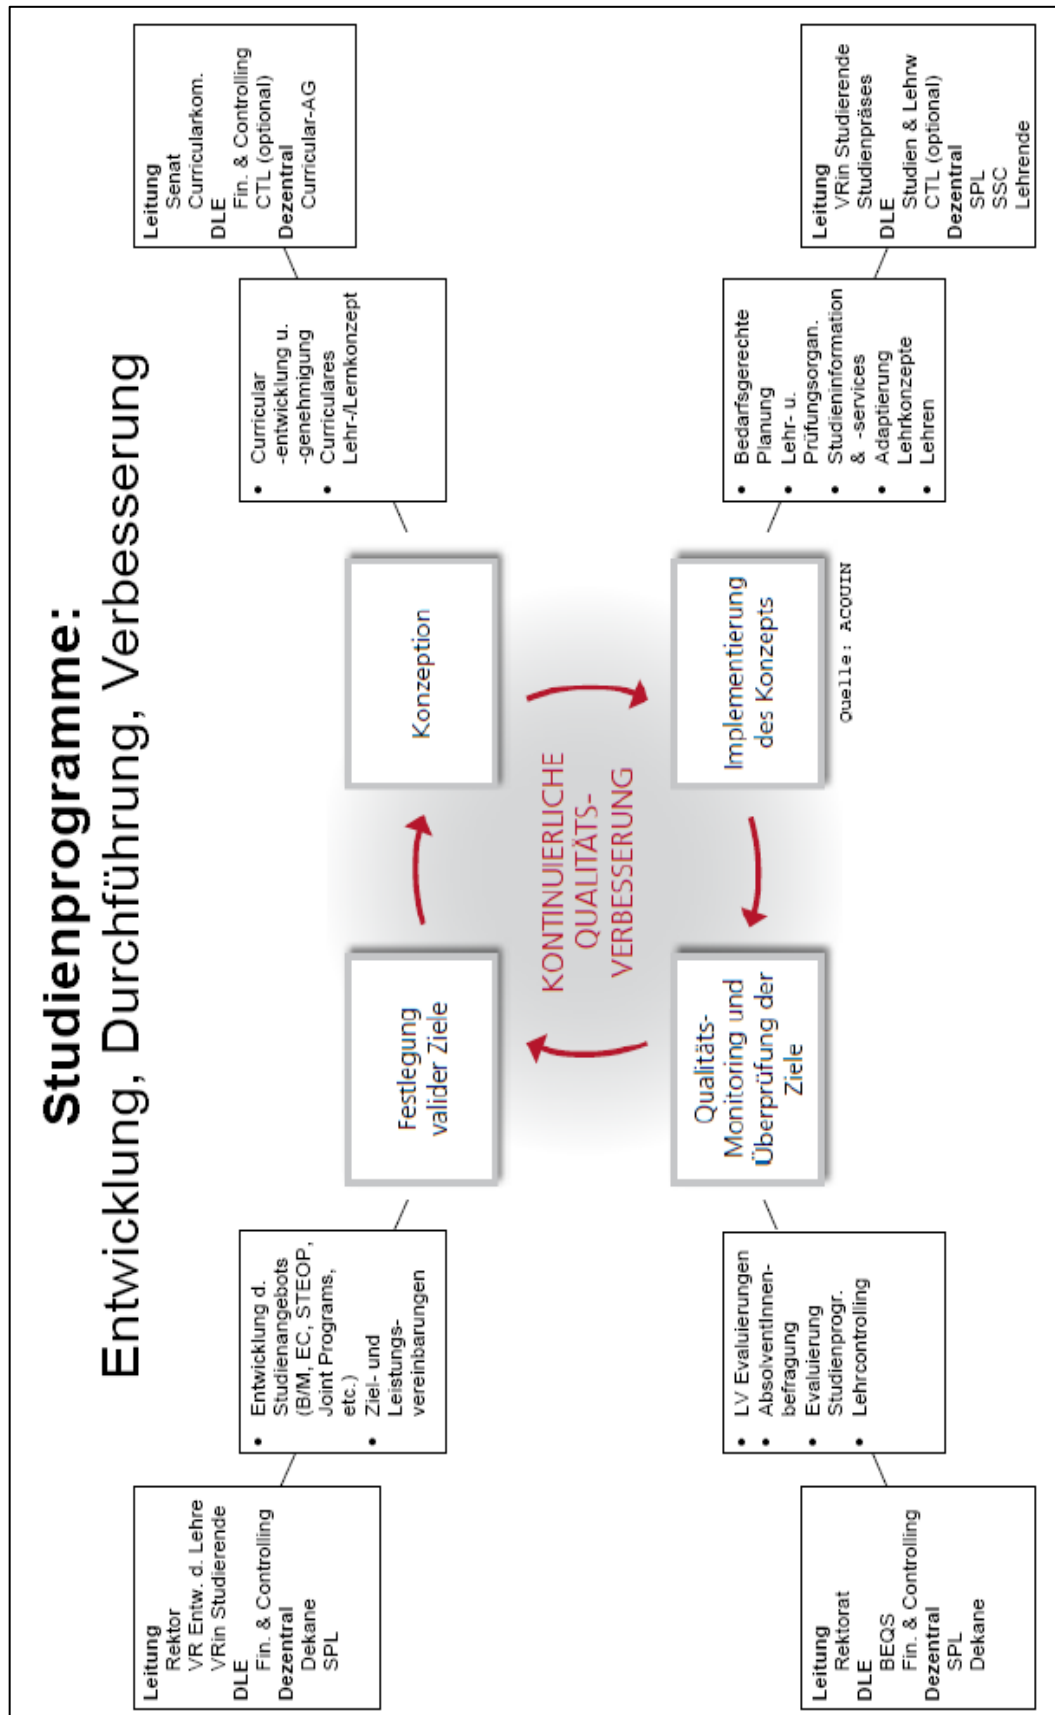 Studienprogramme:
Entwicklung, Durchführung, Verbesserung
Leitung
Rektor
VR Entw. d. Lehre
VRin Studierende
DLE
Fin. & Controlling
Dezentral
Dekane
SPL
• Entwicklung d.
Studienangebots
(B/M, EC, STEOP,
Joint Programs,
etc.)
• Ziel- und
Leistungs-
vereinbarungen
Festlegung
valider Ziele
Konzeption
• Curricular
-entwicklung u.
-genehmigung
• Curriculares
Lehr-/Lernkonzept
Leitung
Senat
Curricularkom.
DLE
Fin. & Controlling
CTL (optional)
Dezentral
Curricular-AG
KONTINUIERLICHE
QUALITÄTS-
VERBESSERUNG
Leitung
Rektorat
DLE
BEQS
Fin. & Controlling
Dezentral
SPL
Dekane
• LV Evaluierungen
• AbsolventInnen-
befragung
• Evaluierung
Studienprogr.
• Lehrcontrolling
Qualitäts-
Monitoring und
Überprüfung der
Ziele
Implementierung
des Konzepts
Quelle: ACQUIN
• Bedarfsgerechte
Planung
• Lehr- u.
Prüfungsorgan.
• Studieninformation
& -services
• Adaptierung
Lehrkonzepte
• Lehren
Leitung
VRin Studierende
Studienpräses
DLE
Studien & Lehrw
CTL (optional)
Dezentral
SPL
SSC
Lehrende